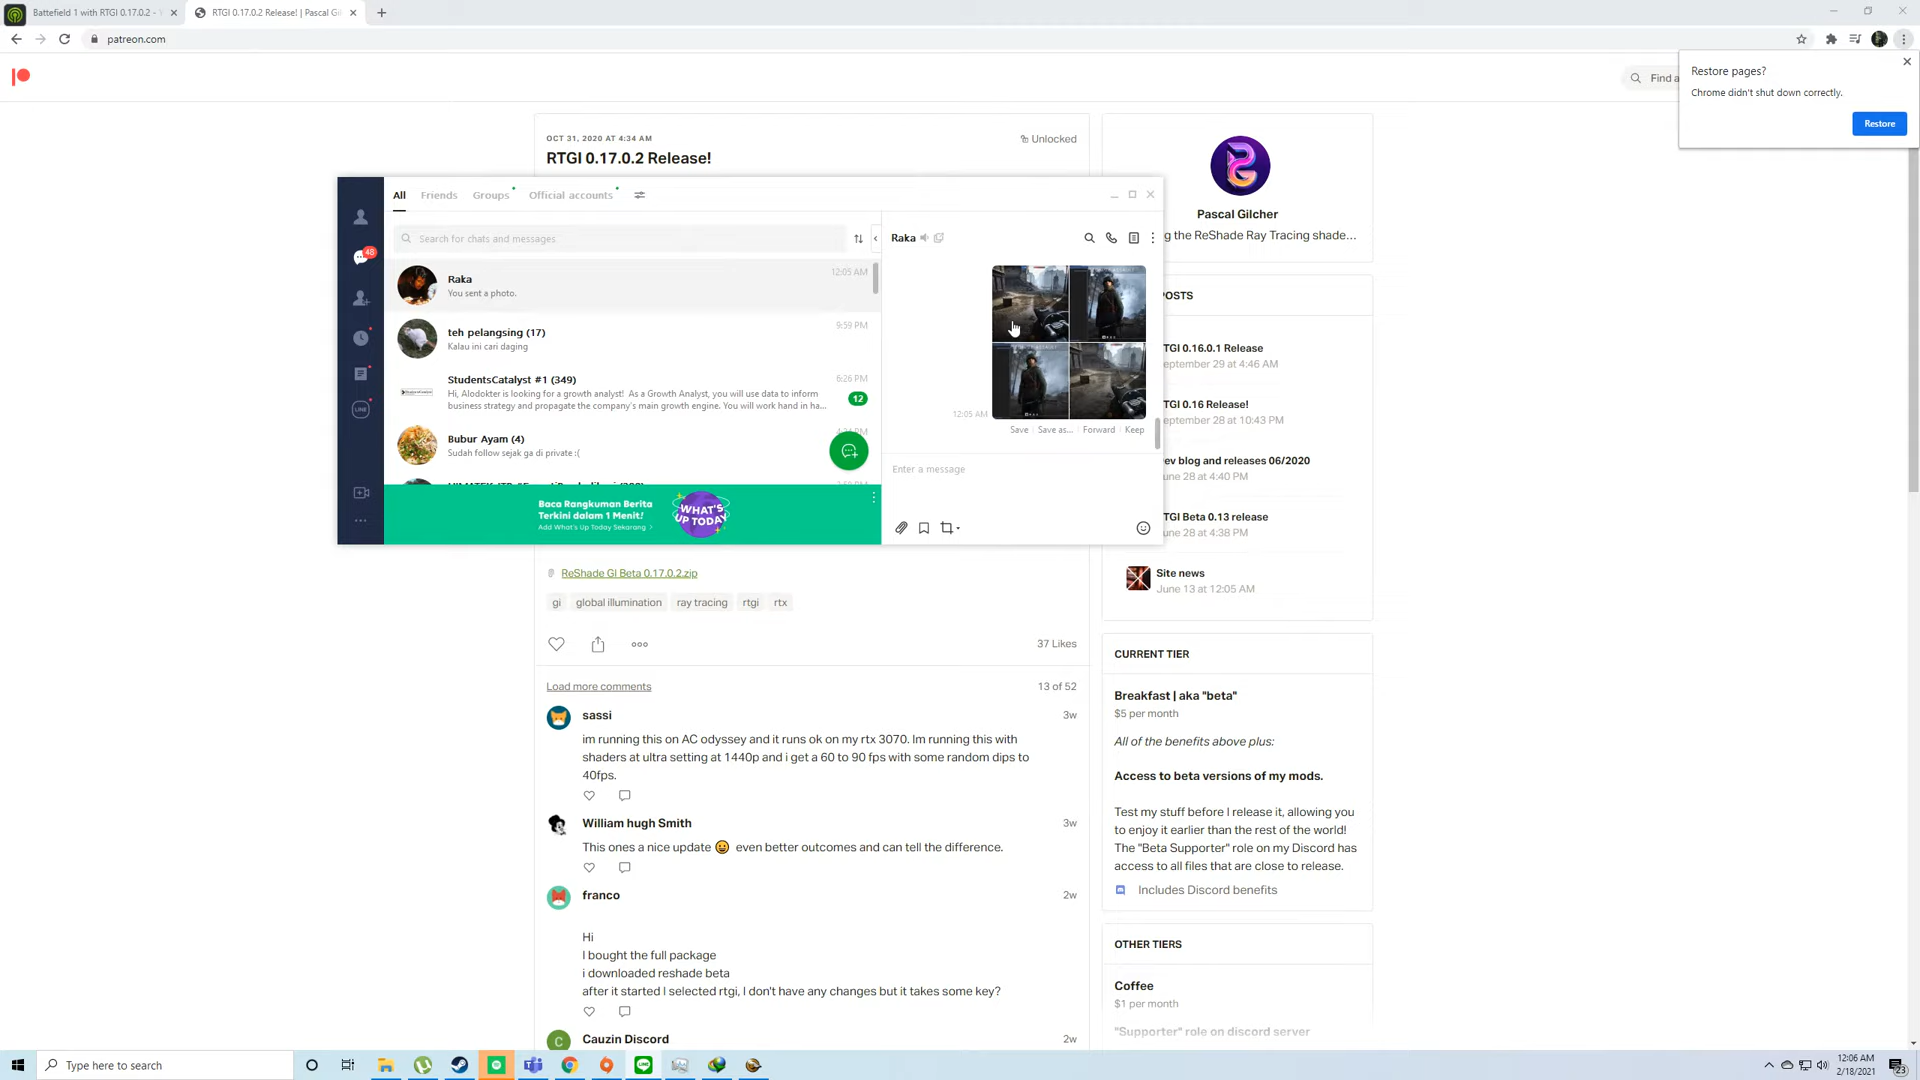 Battefield 1 with RTGI 0.17.0.2 -
RTGI 0.17.0.2 Release! | Pascal Gi
patreon.com
Find a
Restore pages?
Chrome didn't shut down correctly.
Restore
OCT 31, 2020 AT 4:34 AM
Unlocked
RTGI 0.17.0.2 Release!
Pascal Gilcher
g the ReShade Ray Tracing shade...
All
Friends
Groups
Official accounts
48
Search for chats and messages
Raka
12:05 AM
You sent a photo.
teh pelangsing (17)
9:59 PM
Kalau ini cari daging
StudentsCatalyst #1 (349)
6:26 PM
Hi, Alodokter is looking for a growth analyst! As a Growth Analyst, you will use data to inform
business strategy and propagate the company's main growth engine. You will work hand in ha...
12
Bubur Ayam (4)
Sudah follow sejak ga di private :(
LINE
Baca Rangkuman Berita
Terkini dalam 1 Menit!
Add What's Up Today Sekarang >
WHAT'S
UP TODAY
Raka
12:05 AM
Save
Save as...
Forward
Keep
Enter a message
OSTS
TGI 0.16.0.1 Release
eptember 29 at 4:46 AM
TGI 0.16 Release!
eptember 28 at 10:43 PM
ev blog and releases 06/2020
une 28 at 4:40 PM
TGI Beta 0.13 release
une 28 at 4:38 PM
Site news
June 13 at 12:05 AM
ReShade GI Beta 0.17.0.2.zip
gi
global illumination
ray tracing
rtgi
rtx
37 Likes
Load more comments
13 of 52
sassi
3w
im running this on AC odyssey and it runs ok on my rtx 3070. Im running this with
shaders at ultra setting at 1440p and i get a 60 to 90 fps with some random dips to
40fps.
William hugh Smith
3w
This ones a nice update 😀 even better outcomes and can tell the difference.
franco
2w
Hi
I bought the full package
i downloaded reshade beta
after it started I selected rtgi, I don't have any changes but it takes some key?
C
Cauzin Discord
2w
CURRENT TIER
Breakfast | aka "beta"
$5 per month
All of the benefits above plus:
Access to beta versions of my mods.
Test my stuff before I release it, allowing you
to enjoy it earlier than the rest of the world!
The "Beta Supporter" role on my Discord has
access to all files that are close to release.
Includes Discord benefits
OTHER TIERS
Coffee
$1 per month
"Supporter" role on discord server
Type here to search
12:06 AM
2/18/2021
23